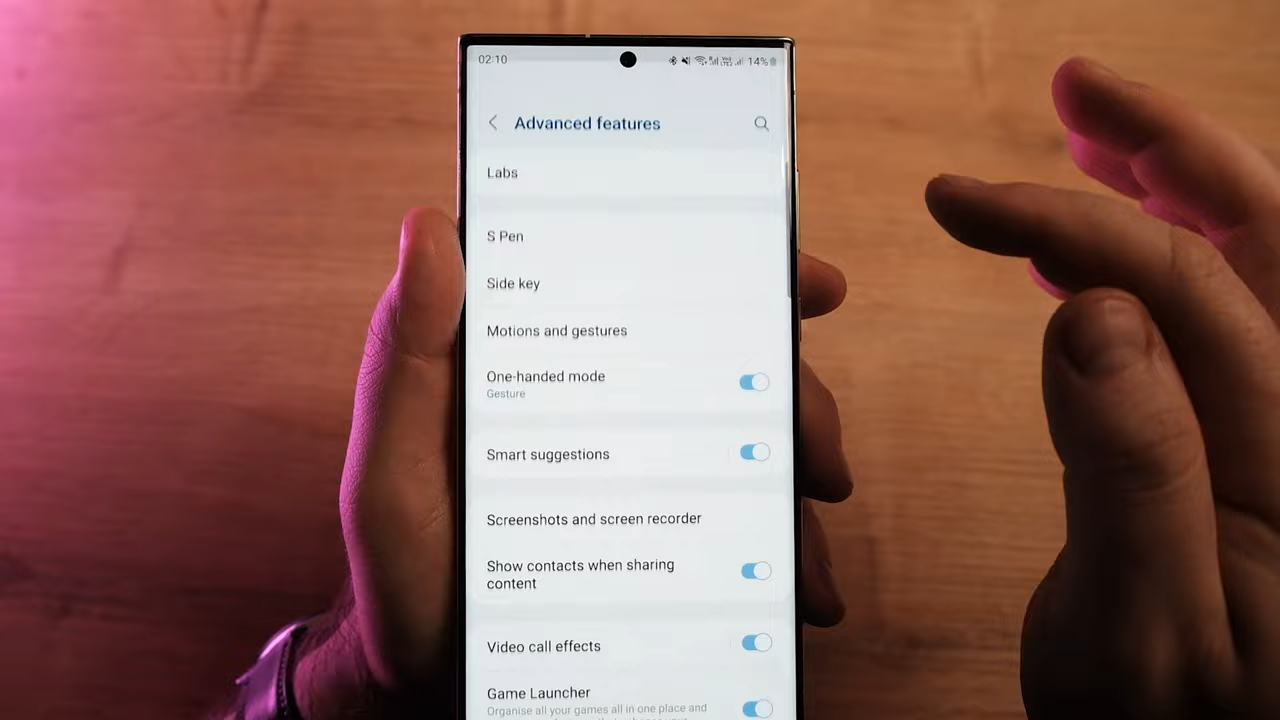 02:10
14%
Advanced features
Labs
S Pen
Side key
Motions and gestures
One-handed mode
Gesture
Smart suggestions
Screenshots and screen recorder
Show contacts when sharing
content
Video call effects
Game Launcher
Organise all your games all in one place and